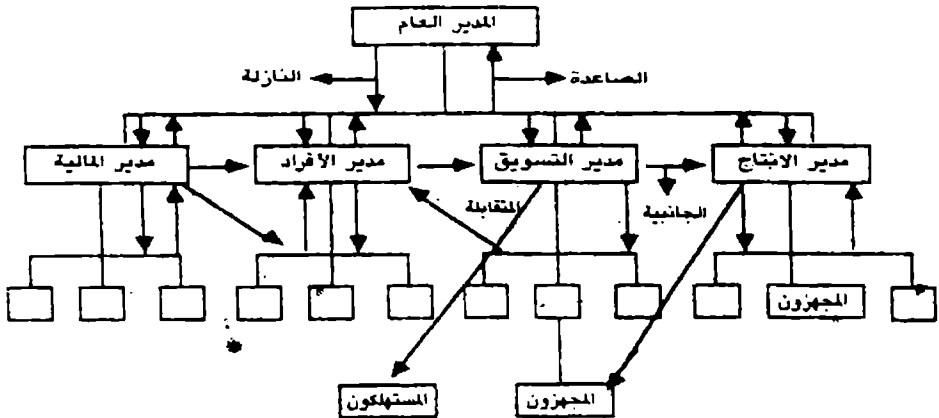 المدير العام
الصاعدة
النازلة
مدير الانتاج
مدير التسويق
مدير الأفراد
مدير المالية
الجانبية
المتقابلة
المجهزون
المجهزون
المستهلكون